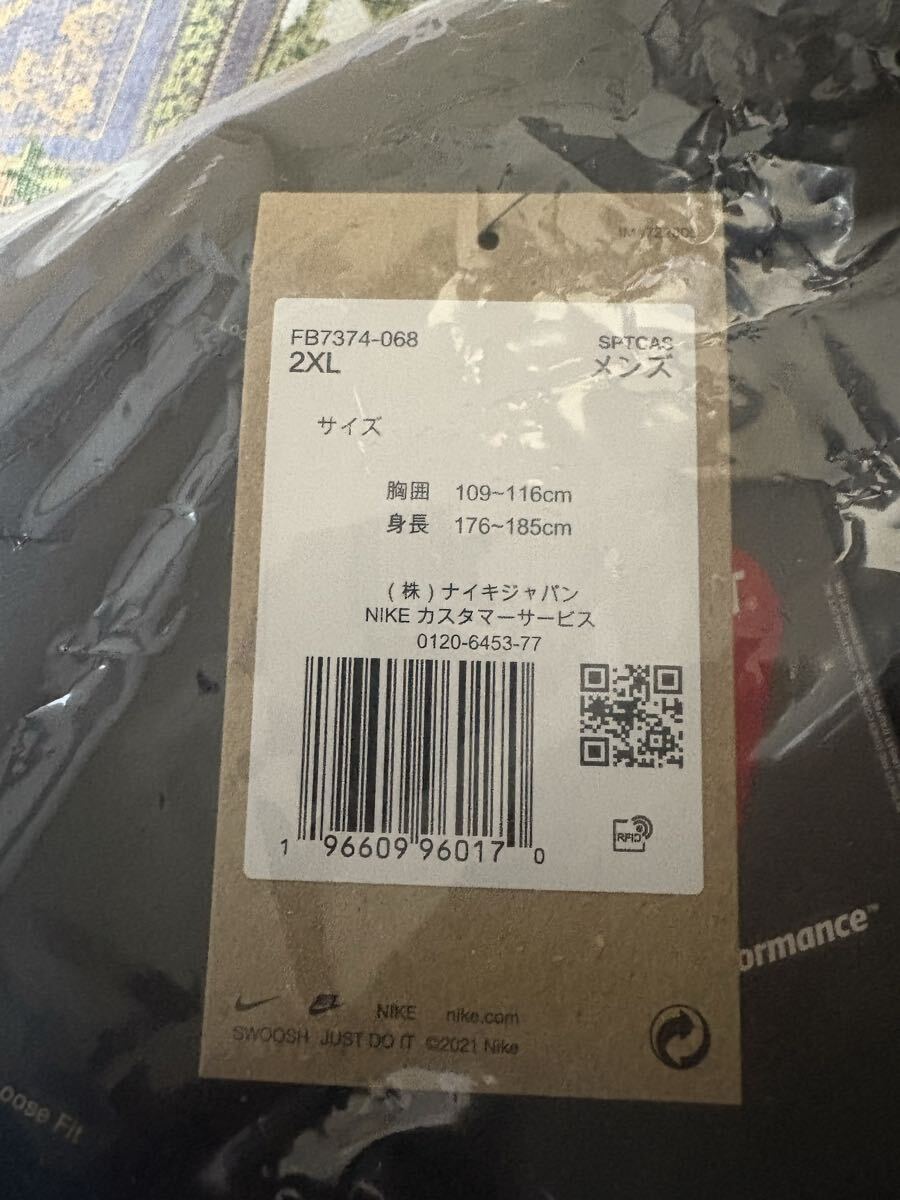 FB7374-068
SPTCAS
2XL
メンズ
サイズ
胸囲 109~116cm
身長 176~185cm
(株)ナイキジャパン
NIKE カスタマーサービス
0120-6453-77
1 96609 96017 0
RFID
T.
ormance™
NIKE nike.com
SWOOSH JUST DO IT ©2021 Nike
oose Fit